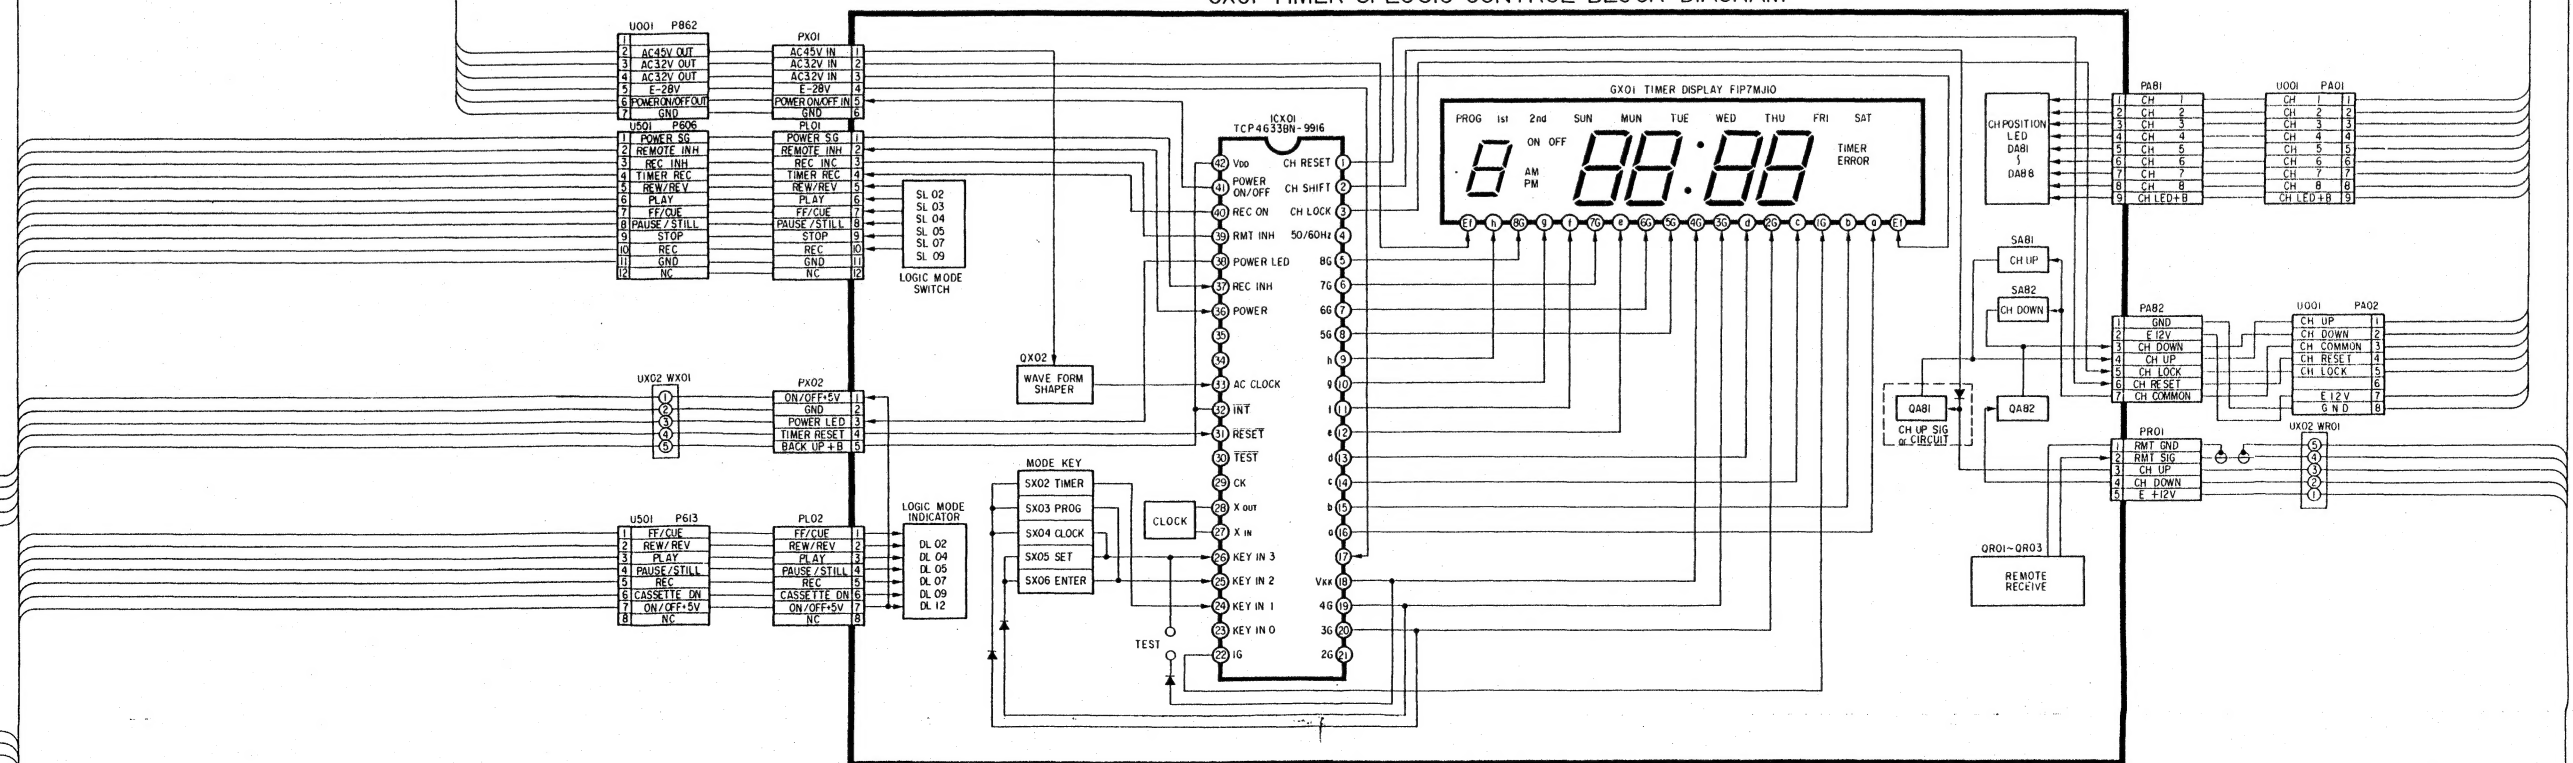 UX01 TIMER & LOGIC CONTROL BLOCK DIAGRAM
U001 P862
1
2 AC45V OUT
3 AC32V OUT
4 AC32V OUT
5 E-28V
6 POWER ON/OFF OUT
7 GND
PX01
AC45V IN 1
AC32V IN 2
AC32V IN 3
E-28V 4
POWER ON/OFF IN 5
GND 6
U501 P606
1 POWER SG
2 REMOTE INH
3 REC INH
4 TIMER REC
5 REW/REV
6 PLAY
7 FF/CUE
8 PAUSE/STILL
9 STOP
10 REC
11 GND
12 NC
PL01
POWER SG 1
REMOTE INH 2
REC INC 3
TIMER REC 4
REW/REV 5
PLAY 6
FF/CUE 7
PAUSE/STILL 8
STOP 9
REC 10
GND 11
NC 12
SL 02
SL 03
SL 04
SL 05
SL 07
SL 09
LOGIC MODE
SWITCH
UX02 WX01
1
2
3
4
5
PX02
ON/OFF+5V 1
GND 2
POWER LED 3
TIMER RESET 4
BACK UP +B 5
U501 P613
1 FF/CUE
2 REW/REV
3 PLAY
4 PAUSE/STILL
5 REC
6 CASSETTE DN
7 ON/OFF+5V
8 NC
PL02
FF/CUE 1
REW/REV 2
PLAY 3
PAUSE/STILL 4
REC 5
CASSETTE DN 6
ON/OFF+5V 7
NC 8
LOGIC MODE
INDICATOR
DL 02
DL 04
DL 05
DL 07
DL 09
DL 12
QX02
WAVE FORM
SHAPER
MODE KEY
SX02 TIMER
SX03 PROG
SX04 CLOCK
SX05 SET
SX06 ENTER
CLOCK
TEST
ICX01
TCP4633BN-9916
42 VDD
41 POWER
ON/OFF
40 REC ON
39 RMT INH
38 POWER LED
37 REC INH
36 POWER
35
34
33 AC CLOCK
32 INT
31 RESET
30 TEST
29 CK
28 X OUT
27 X IN
26 KEY IN 3
25 KEY IN 2
24 KEY IN 1
23 KEY IN 0
22 1G
CH RESET 1
CH SHIFT 2
CH LOCK 3
50/60Hz 4
8G 5
7G 6
6G 7
5G 8
h 9
g 10
f 11
e 12
d 13
c 14
b 15
a 16
17
VKK 18
4G 19
3G 20
2G 21
GX01 TIMER DISPLAY FIP7MJ10
PROG 1st 2nd SUN MUN TUE WED THU FRI SAT
ON OFF
AM
PM
8 88:88
TIMER
ERROR
Ef h 8G g f 7G e 6G 5G 4G 3G d 2G c 1G b a Ef
CH POSITION
LED
DA81
DA88
PA81
1 CH 1
2 CH 2
3 CH 3
4 CH 4
5 CH 5
6 CH 6
7 CH 7
8 CH 8
9 CH LED+B
U001 PA01
CH 1 1
CH 2 2
CH 3 3
CH 4 4
CH 5 5
CH 6 6
CH 7 7
CH 8 8
CH LED+B 9
SA81
CH UP
SA82
CH DOWN
QA81
CH UP SIG
or CIRCUIT
QA82
PA82
1 GND
2 E12V
3 CH DOWN
4 CH UP
5 CH LOCK
6 CH RESET
7 CH COMMON
U001 PA02
CH UP 1
CH DOWN 2
CH COMMON 3
CH RESET 4
CH LOCK 5
6
E12V 7
GND 8
PR01
1 RMT GND
2 RMT SIG
3 CH UP
4 CH DOWN
5 E +12V
UX02 WR01
5
4
3
2
1
QR01~QR03
REMOTE
RECEIVE